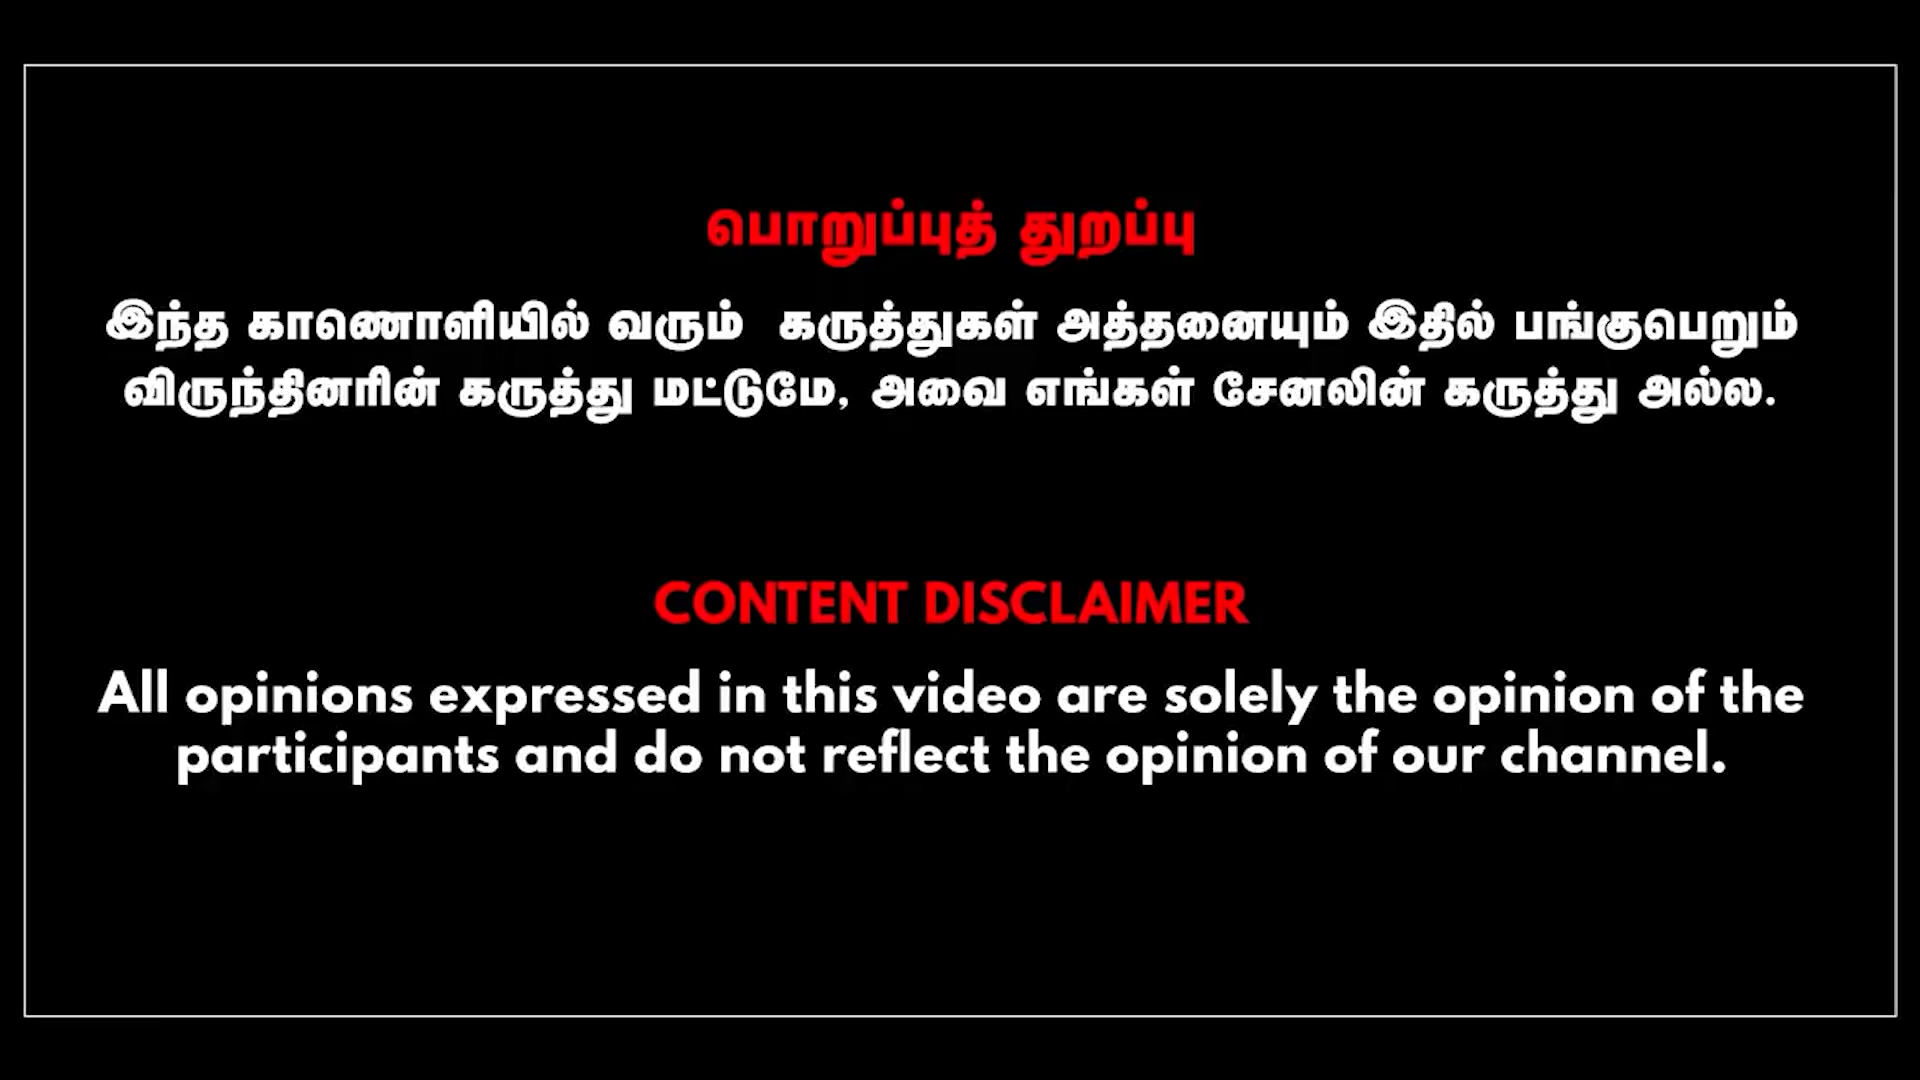 பொறுப்புத் துறப்பு
இந்த காணொளியில் வரும் கருத்துகள் அத்தனையும் இதில் பங்குபெறும்
விருந்தினரின் கருத்து மட்டுமே, அவை எங்கள் சேனலின் கருத்து அல்ல.
CONTENT DISCLAIMER
All opinions expressed in this video are solely the opinion of the
participants and do not reflect the opinion of our channel.